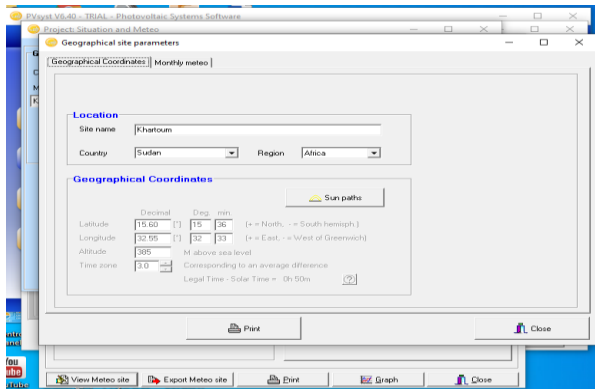 PVsyst V6.40 - TRIAL - Photovoltaic Systems Software
Project: Situation and Meteo
Geographical site parameters
Geographical Coordinates Monthly meteo
Location
Site name Khartoum
Country Sudan Region Africa
Geographical Coordinates
Sun paths
Decimal Deg. min.
Latitude 15.60 [°] 15 36 (+ = North, - = South hemisph.)
Longitude 32.55 [°] 32 33 (+ = East, - = West of Greenwich)
Altitude 385 M above sea level
Time zone 3.0 Corresponding to an average difference
Legal Time - Solar Time = 0h 50m ?
Print Close
View Meteo site Export Meteo site Print Graph Close